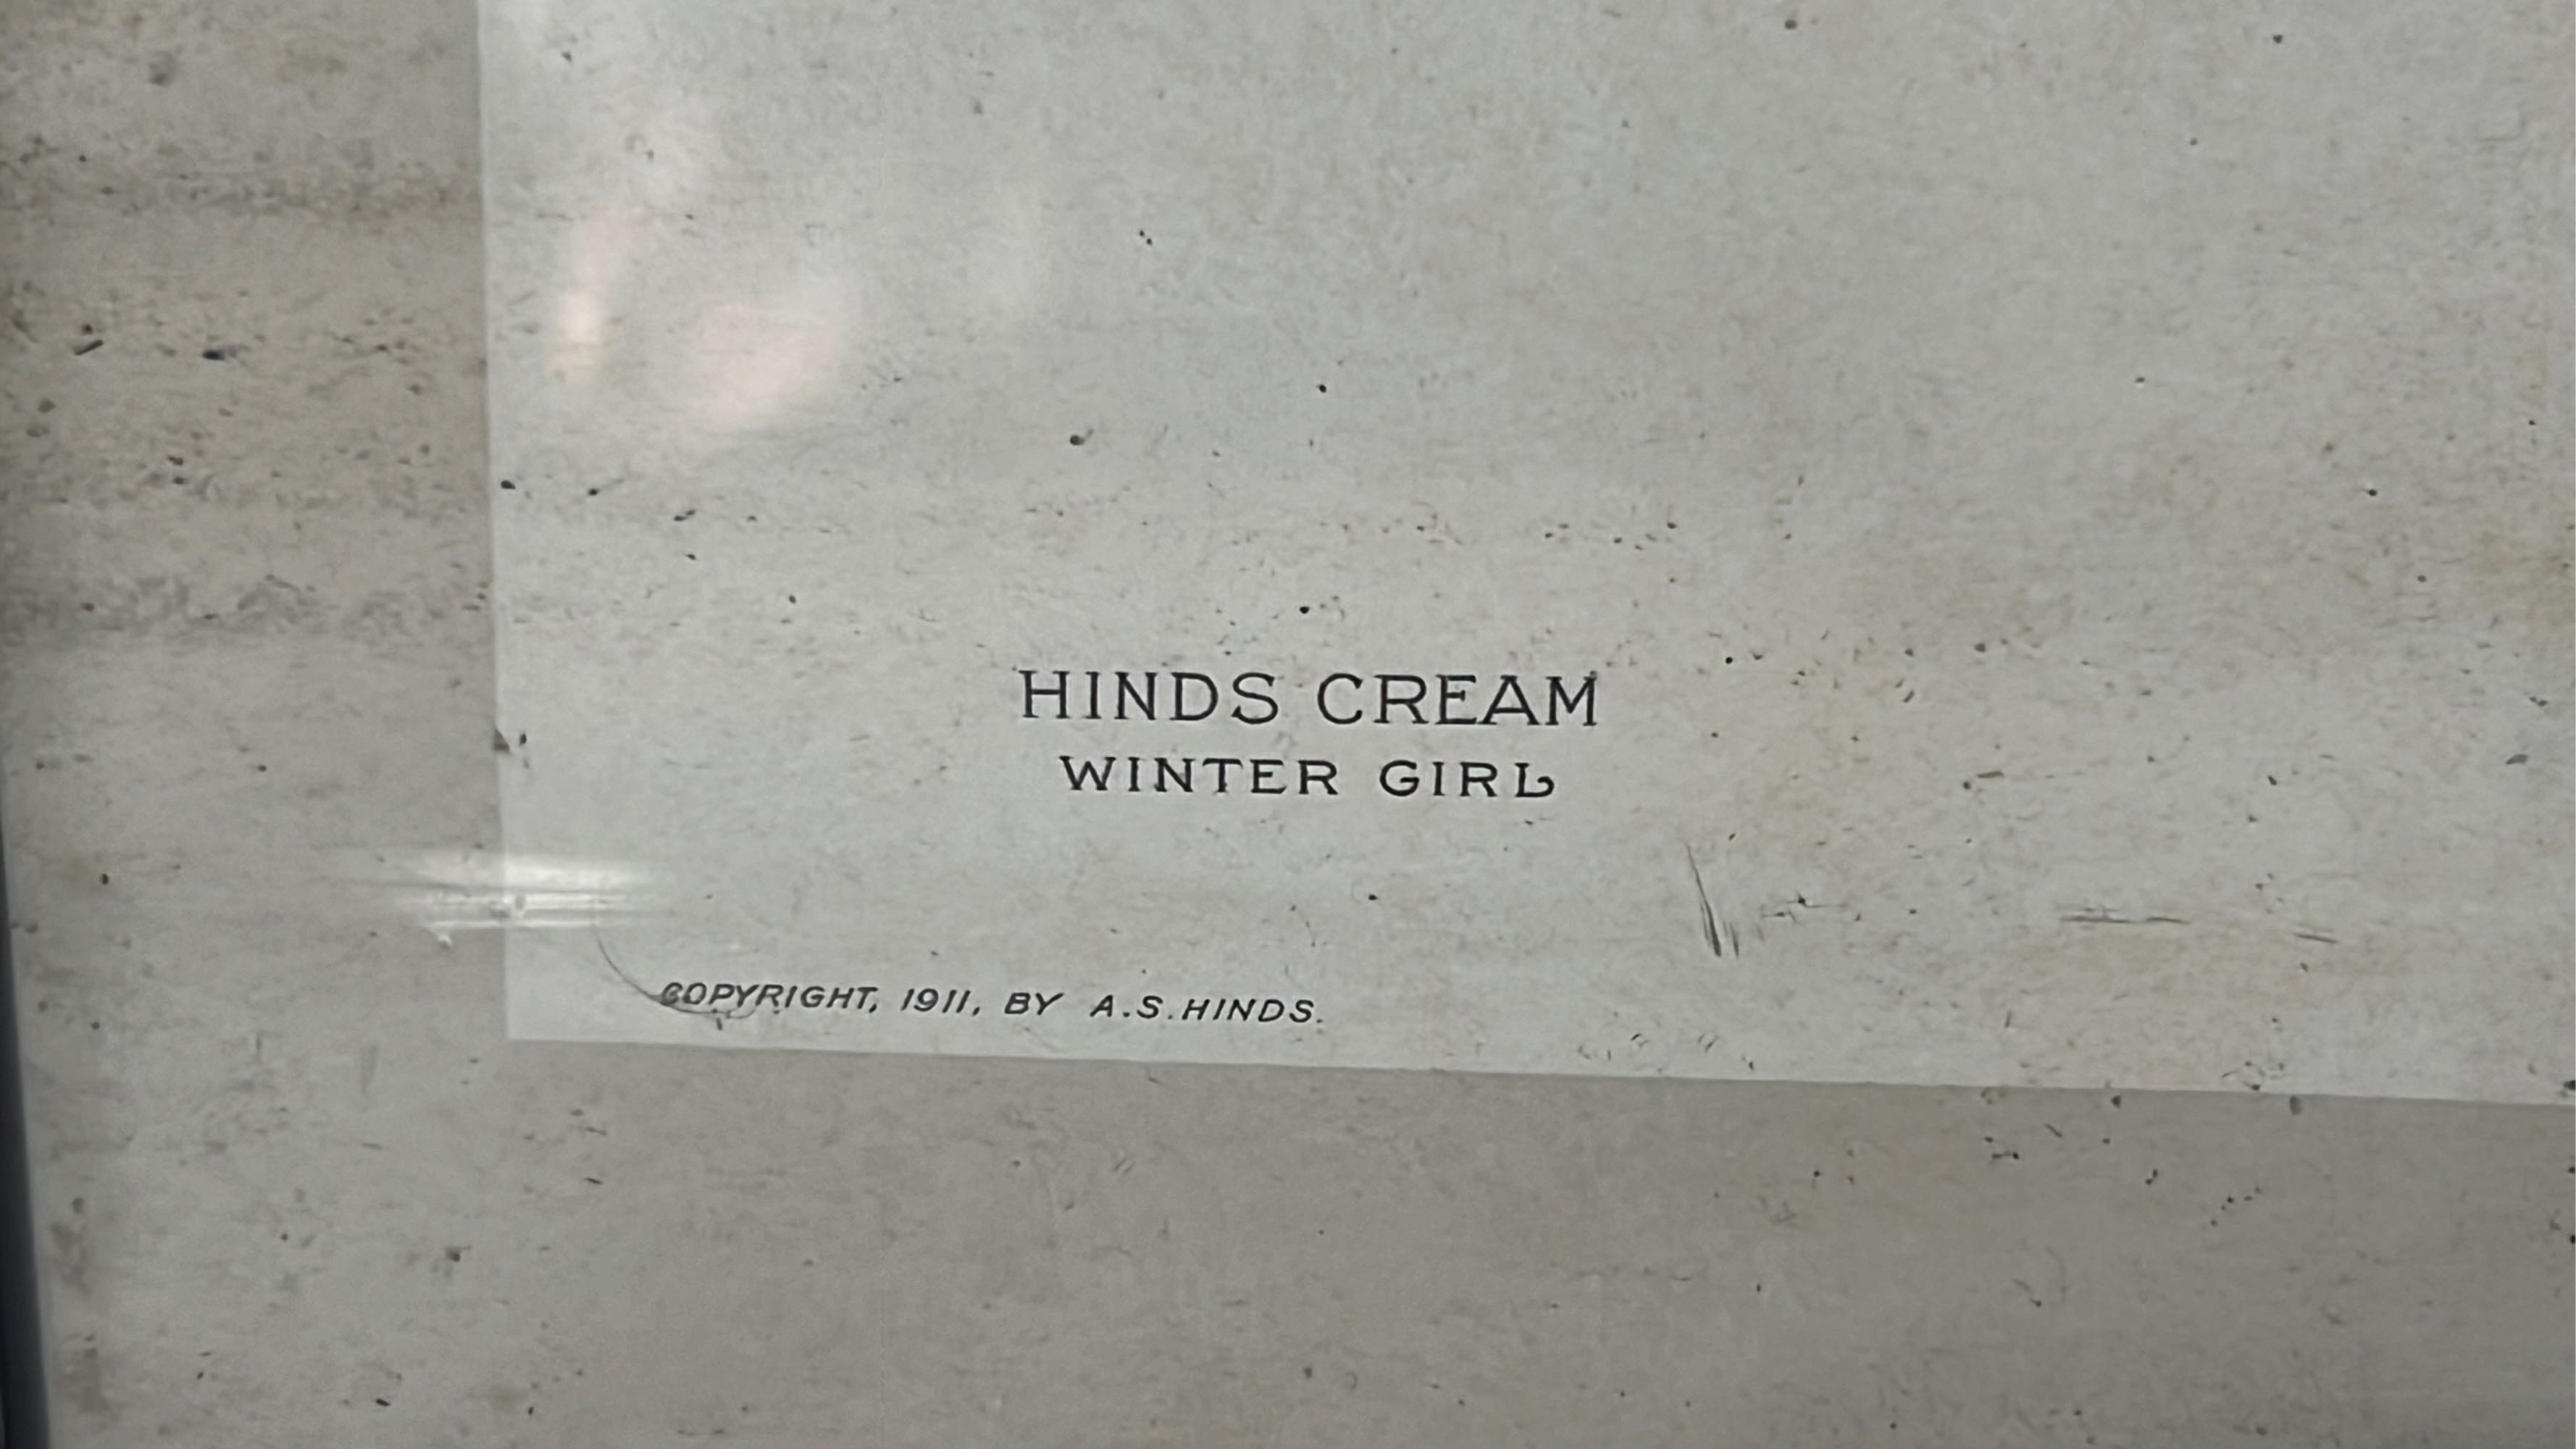 HINDS CREAM
WINTER GIRL
COPYRIGHT, 1911, BY A.S.HINDS.